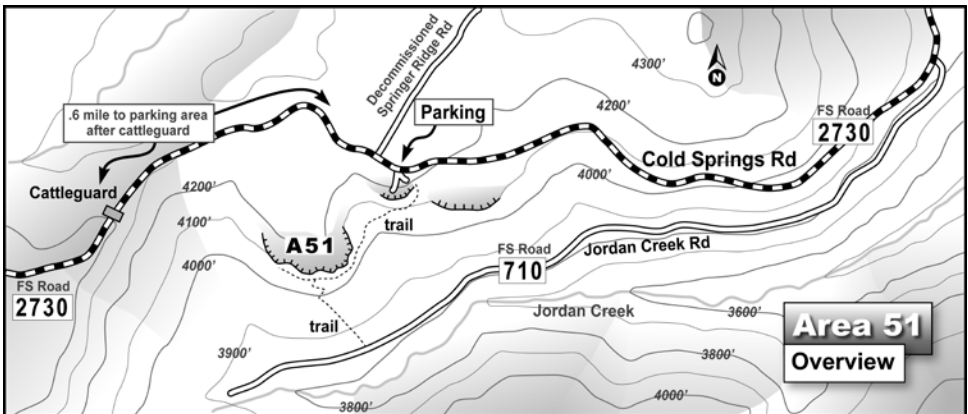 Decommissioned
Springer Ridge Rd
4300'
.6 mile to parking area
after cattleguard
Parking
4200'
FS Road
2730
Cold Springs Rd
N
Cattleguard
4200'
4000'
4100'
trail
A51
4000'
FS Road
710
Jordan Creek Rd
FS Road
2730
Jordan Creek
3600'
trail
Area 51
Overview
3900'
3800'
3800'
4000'